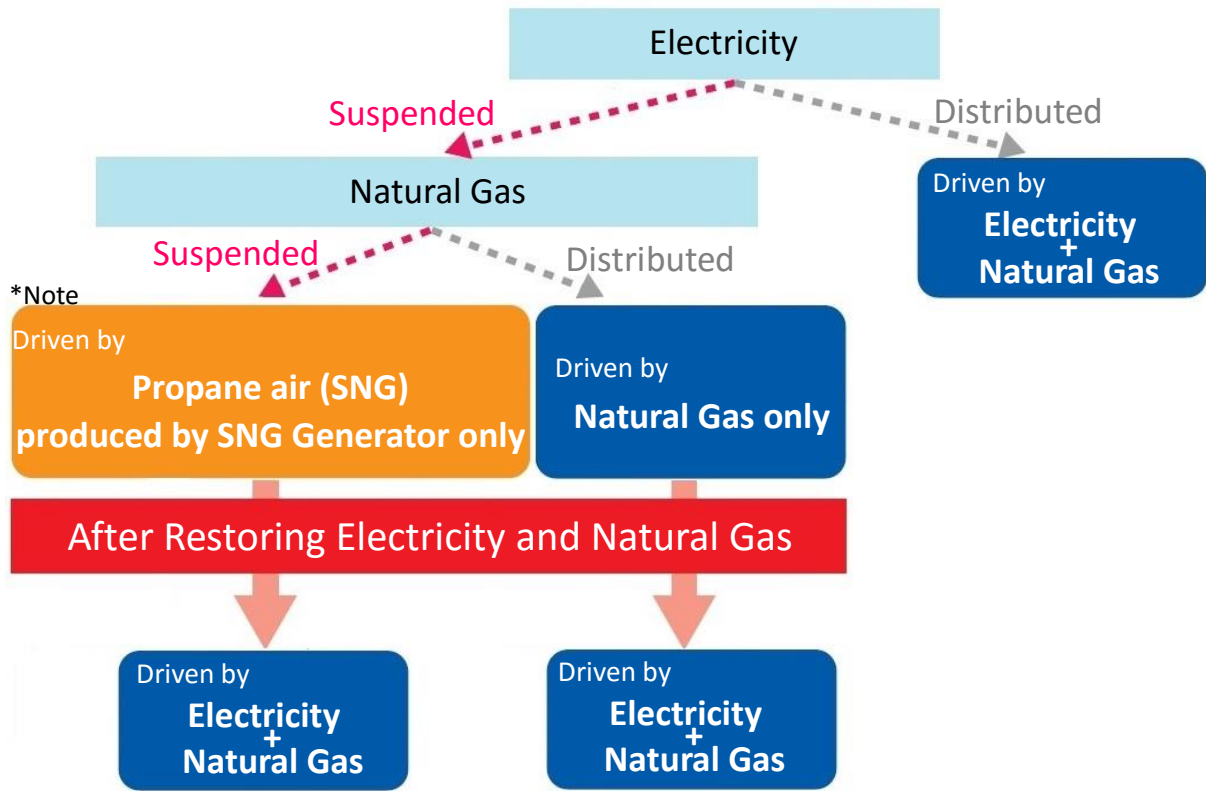 Electricity
Suspended
Distributed
Natural Gas
Driven by
Electricity
+
Natural Gas
Suspended
Distributed
*Note
Driven by
Propane air (SNG)
produced by SNG Generator only
Driven by
Natural Gas only
After Restoring Electricity and Natural Gas
Driven by
Electricity
+
Natural Gas
Driven by
Electricity
+
Natural Gas